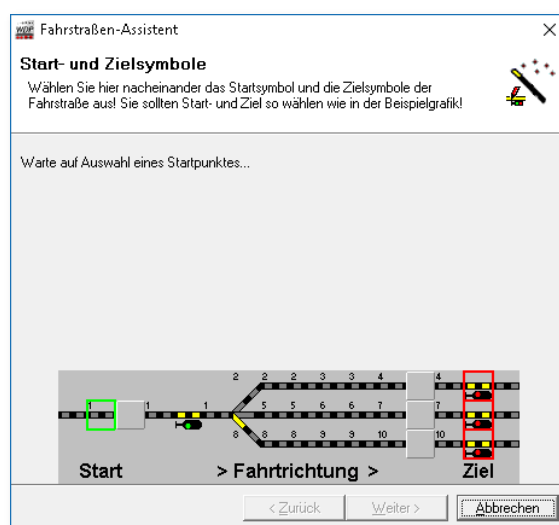 WDP Fahrstraßen-Assistent
Start- und Zielsymbole
Wählen Sie hier nacheinander das Startsymbol und die Zielsymbole der
Fahrstraße aus! Sie sollten Start- und Ziel so wählen wie in der Beispielgrafik!
Warte auf Auswahl eines Startpunktes...
2 2 2 3 3 4 4
1 1 1 5 5 6 6 7 7
8 8 8 9 9 10 10
Start > Fahrtrichtung > Ziel
< Zurück Weiter > Abbrechen